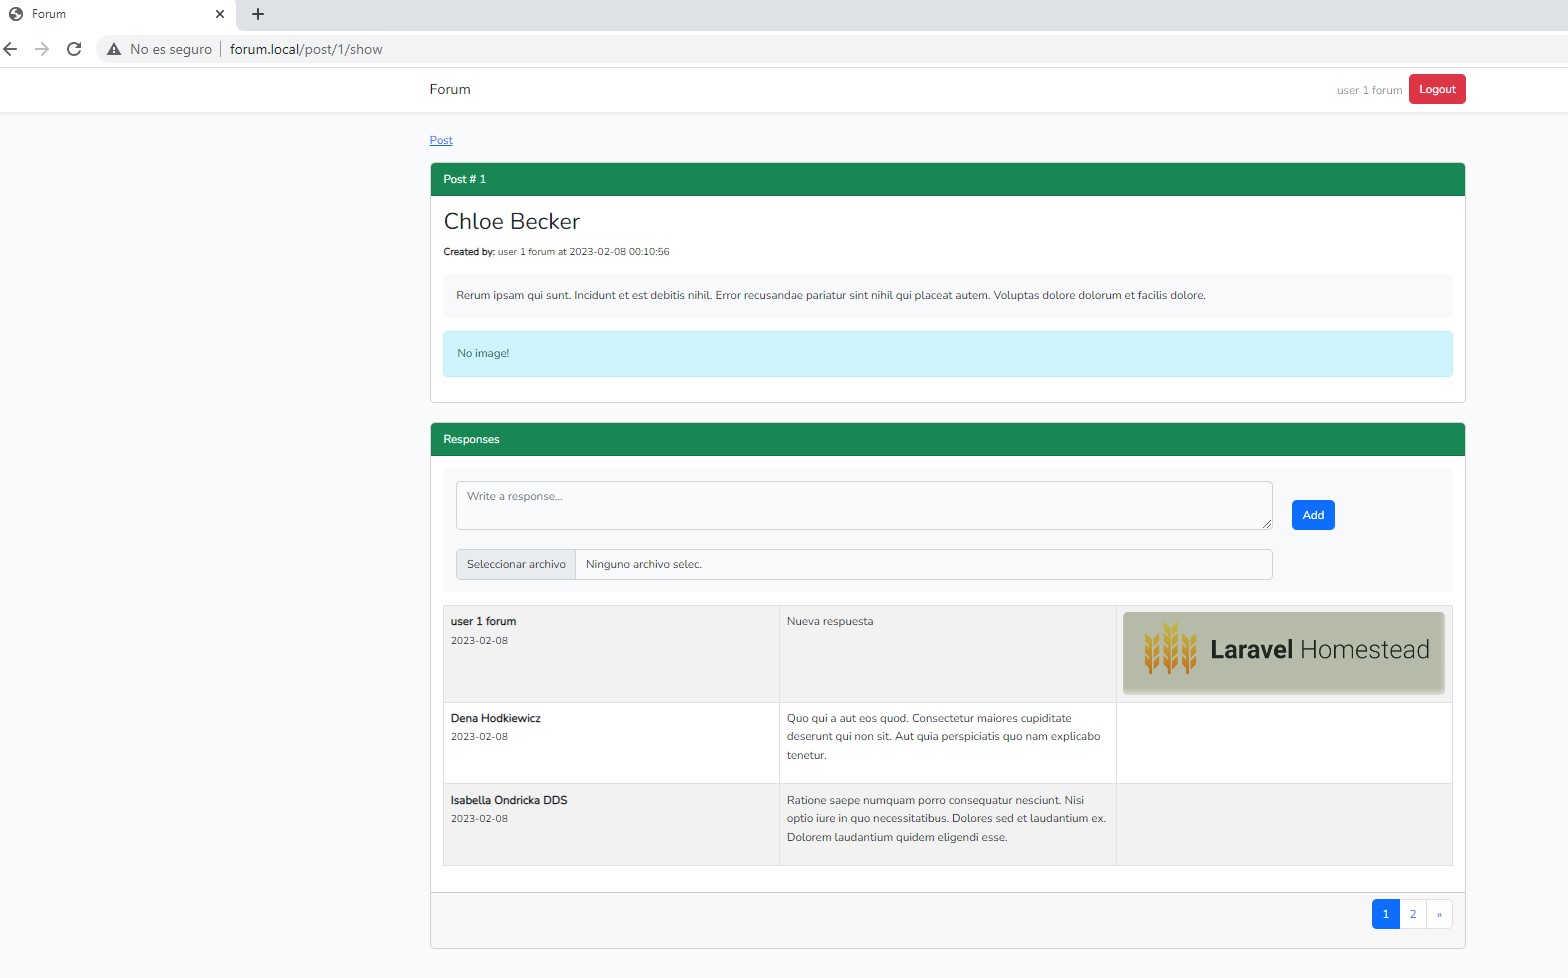 Forum
No es seguro | forum.local/post/1/show
Forum
user 1 forum
Logout
Post
Post # 1
Chloe Becker
Created by: user 1 forum at 2023-02-08 00:10:56
Rerum ipsam qui sunt. Incidunt et est debitis nihil. Error recusandae pariatur sint nihil qui placeat autem. Voluptas dolore dolorum et facilis dolore.
No image!
Responses
Write a response...
Add
Seleccionar archivo
Ninguno archivo selec.
user 1 forum
2023-02-08
Nueva respuesta
Laravel Homestead
Dena Hodkiewicz
2023-02-08
Quo qui a aut eos quod. Consectetur maiores cupiditate
deserunt qui non sit. Aut quia perspiciatis quo nam explicabo
tenetur.
Isabella Ondricka DDS
2023-02-08
Ratione saepe numquam porro consequatur nesciunt. Nisi
optio iure in quo necessitatibus. Dolores sed et laudantium ex.
Dolorem laudantium quidem eligendi esse.
1 2 »